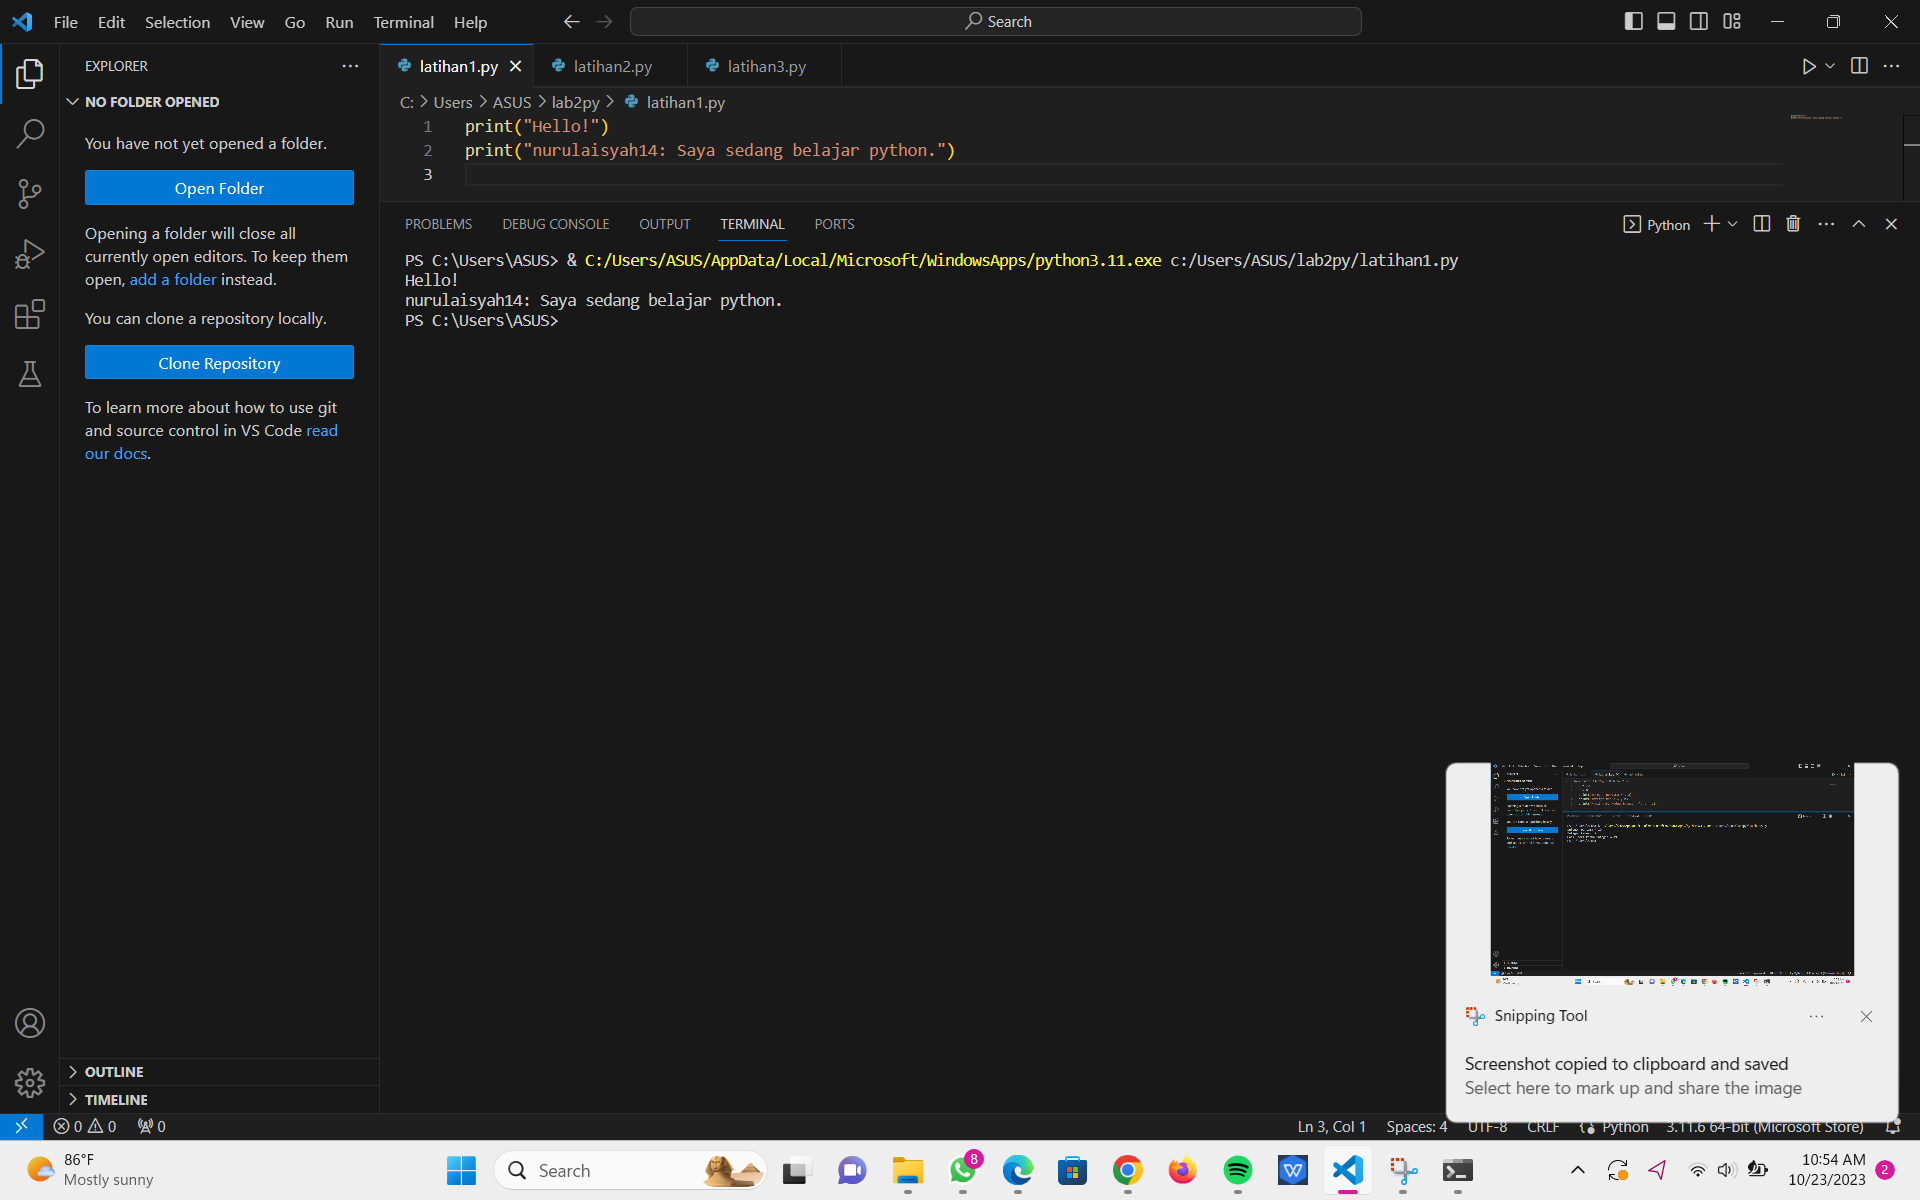 File Edit Selection View Go Run Terminal Help
Search
EXPLORER
NO FOLDER OPENED
You have not yet opened a folder.
Open Folder
Opening a folder will close all
currently open editors. To keep them
open, add a folder instead.
You can clone a repository locally.
Clone Repository
To learn more about how to use git
and source control in VS Code read
our docs.
OUTLINE
TIMELINE
latihan1.py latihan2.py latihan3.py
C: > Users > ASUS > lab2py > latihan1.py
1 print("Hello!")
2 print("nurulaisyah14: Saya sedang belajar python.")
3
PROBLEMS DEBUG CONSOLE OUTPUT TERMINAL PORTS
Python
PS C:\Users\ASUS> & C:/Users/ASUS/AppData/Local/Microsoft/WindowsApps/python3.11.exe c:/Users/ASUS/lab2py/latihan1.py
Hello!
nurulaisyah14: Saya sedang belajar python.
PS C:\Users\ASUS>
Snipping Tool
Screenshot copied to clipboard and saved
Select here to mark up and share the image
0 0 0
Ln 3, Col 1 Spaces: 4 UTF-8 CRLF Python 3.11.6 64-bit (Microsoft Store)
86°F
Mostly sunny
Search
8
10:54 AM
10/23/2023
2